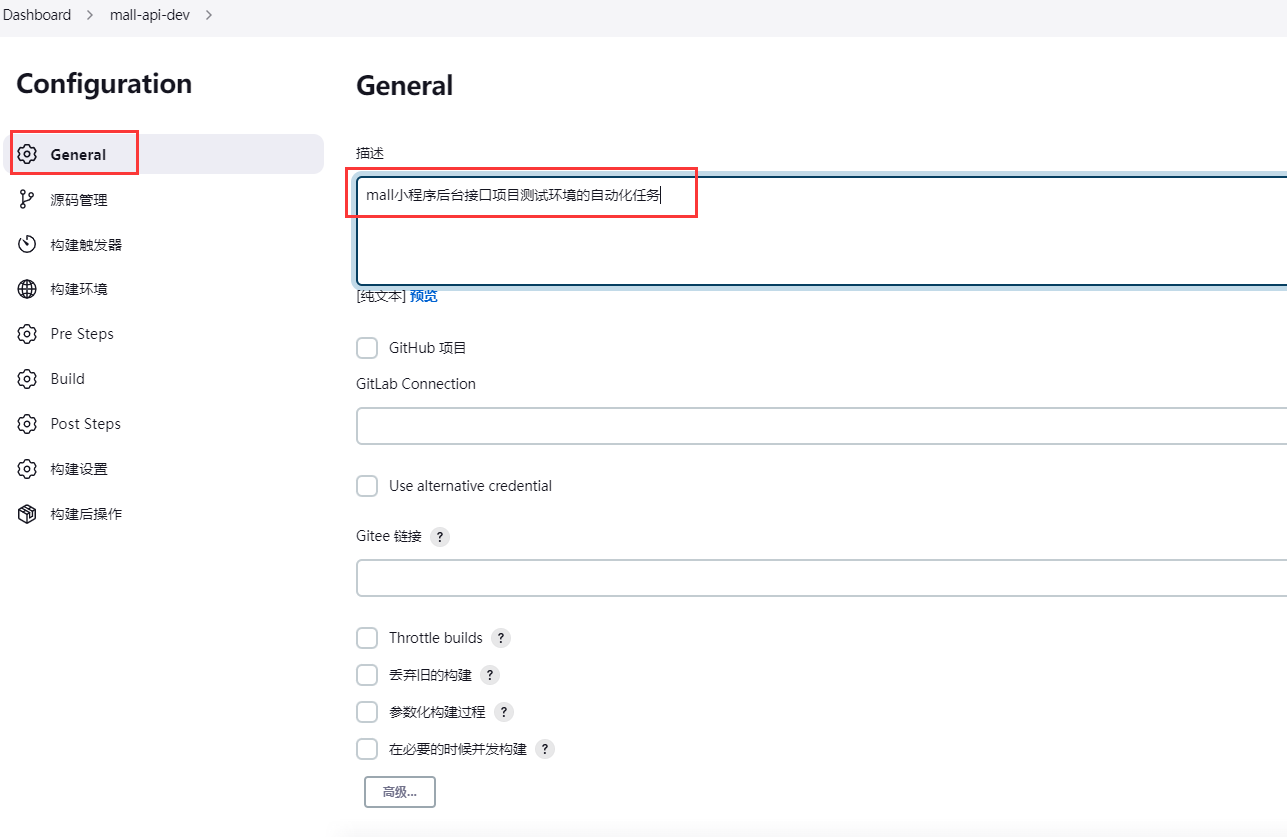 Dashboard > mall-api-dev >
Configuration
General
源码管理
构建触发器
构建环境
Pre Steps
Build
Post Steps
构建设置
构建后操作
General
描述
mall小程序后台接口项目测试环境的自动化任务
[纯文本] 预览
GitHub 项目
GitLab Connection
Use alternative credential
Gitee 链接 ?
Throttle builds ?
丢弃旧的构建 ?
参数化构建过程 ?
在必要的时候并发构建 ?
高级...